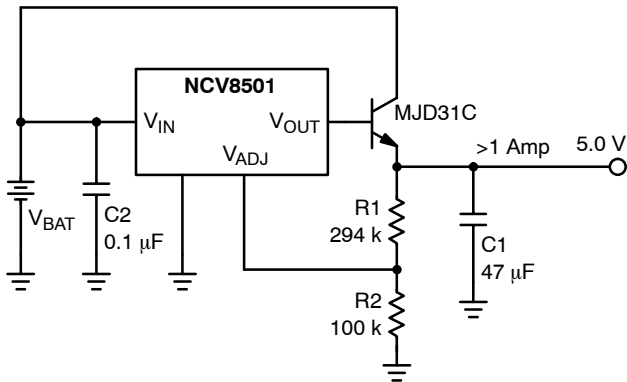 NCV8501
MJD31C
V_IN
V_OUT
V_ADJ
>1 Amp
5.0 V
V_BAT
C2
0.1 μF
R1
294 k
C1
47 μF
R2
100 k